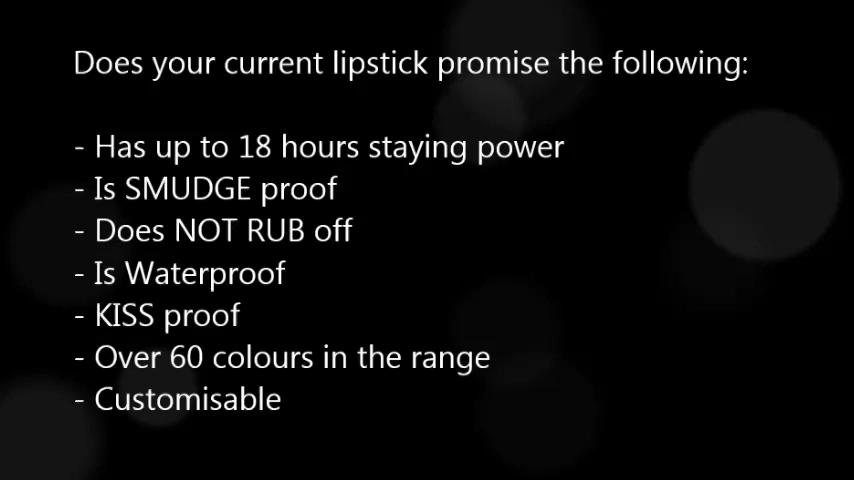 Does your current lipstick promise the following:
- Has up to 18 hours staying power
- Is SMUDGE proof
- Does NOT RUB off
- Is Waterproof
- KISS proof
- Over 60 colours in the range
- Customisable